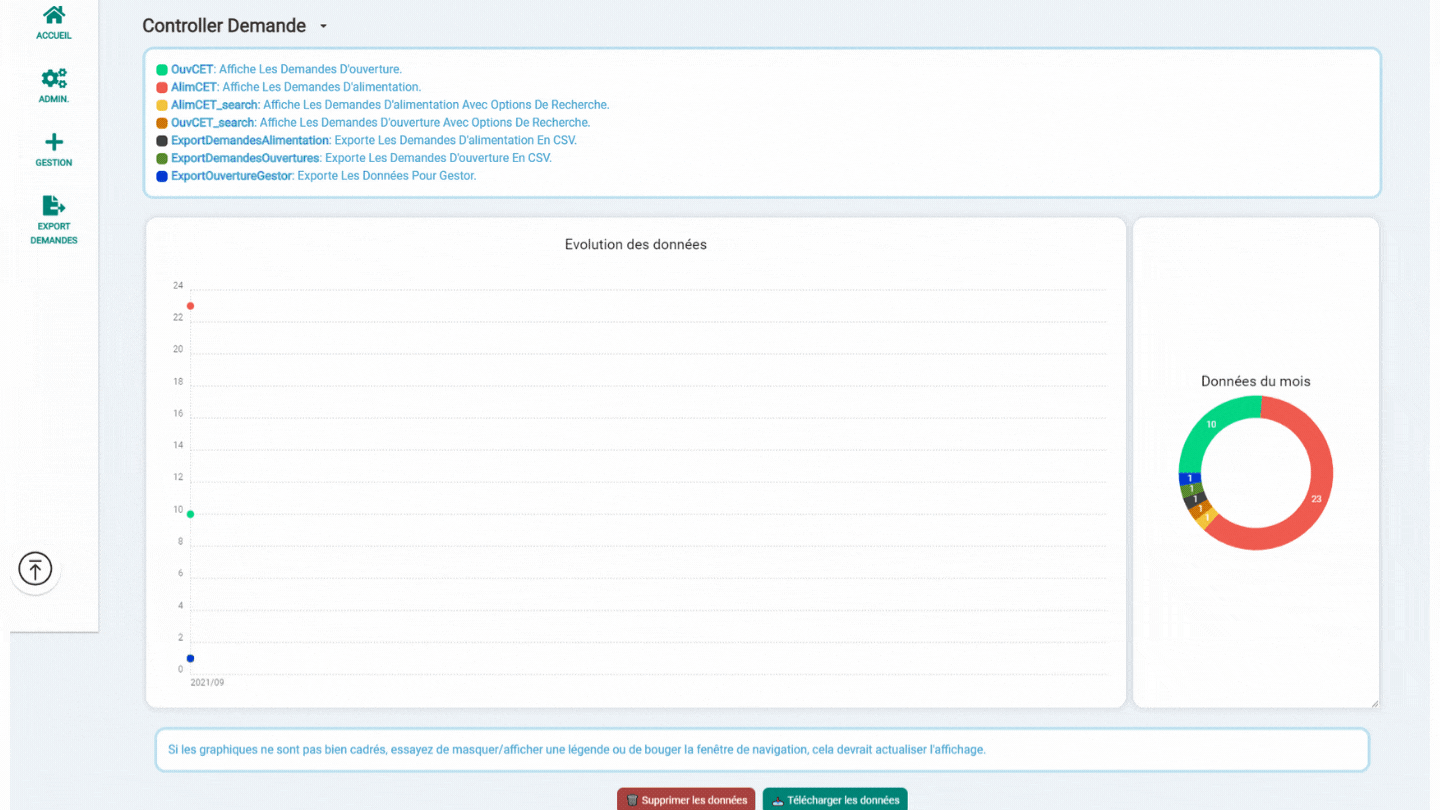 ACCUEIL
ADMIN.
GESTION
EXPORT
DEMANDES
Controller Demande
OuvCET: Affiche Les Demandes D'ouverture.
AlimCET: Affiche Les Demandes D'alimentation.
AlimCET_search: Affiche Les Demandes D'alimentation Avec Options De Recherche.
OuvCET_search: Affiche Les Demandes D'ouverture Avec Options De Recherche.
ExportDemandesAlimentation: Exporte Les Demandes D'alimentation En CSV.
ExportDemandesOuvertures: Exporte Les Demandes D'ouverture En CSV.
ExportOuvertureGestor: Exporte Les Données Pour Gestor.
Evolution des données
24
22
20
18
16
14
12
10
8
6
4
2
0
2021/09
Données du mois
10
1
1
1
1
1
23
Si les graphiques ne sont pas bien cadrés, essayez de masquer/afficher une légende ou de bouger la fenêtre de navigation, cela devrait actualiser l'affichage.
Supprimer les données
Télécharger les données